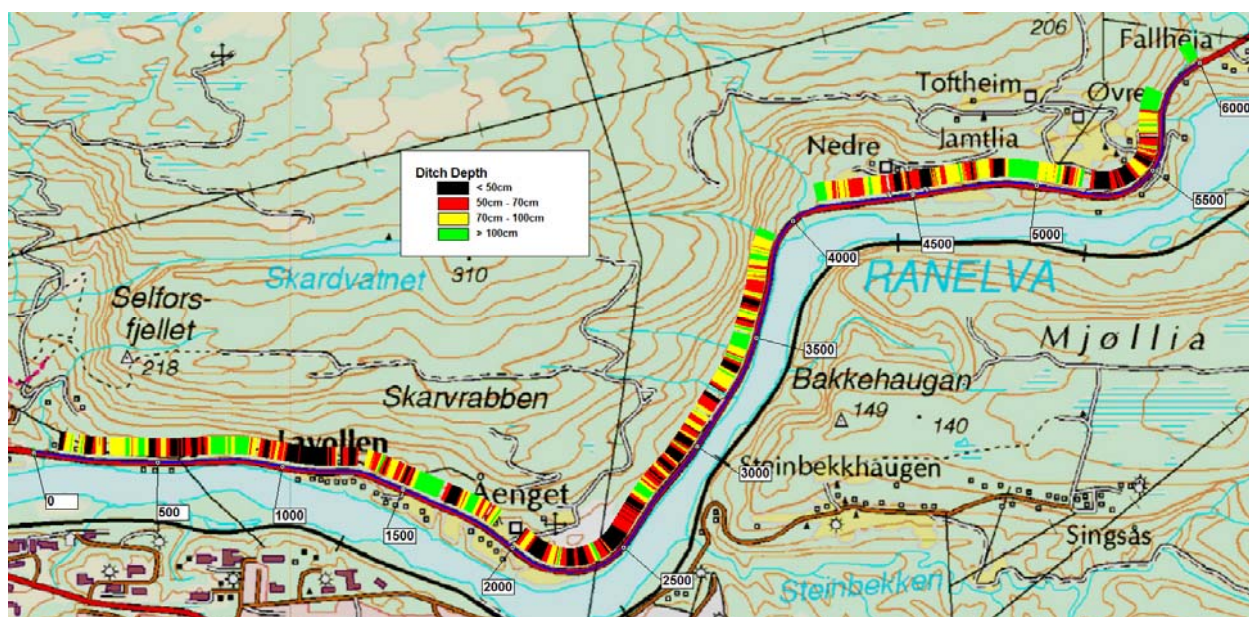 206
Fallheia
Toftheim
Øvre
6000
Nedre
Jamtlia
Ditch Depth
< 50cm
50cm - 70cm
70cm - 100cm
> 100cm
5500
5000
4500
4000
Skardvatnet
310
RANELVA
Selfors-
fjellet
218
3500
Mjøllia
Bakkehaugan
149
140
Skarvrabben
Lavollen
3000
Steinbekkhaugen
0
500
1000
Åenget
1500
Singsås
2000
2500
Steinbekken